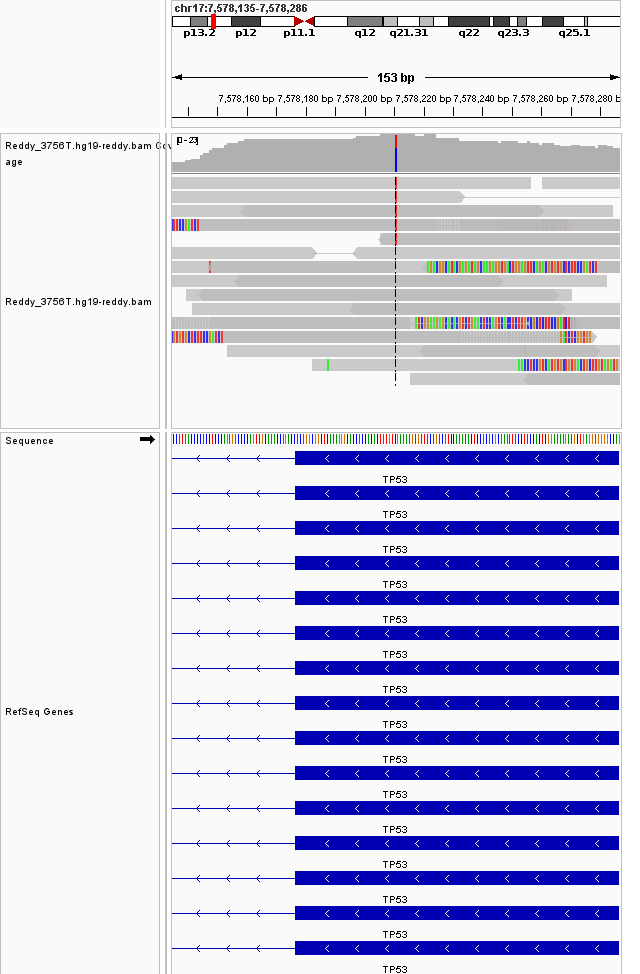 chr17:7,578,135-7,578,286
p13.2 p12 p11.1 q12 q21.31 q22 q23.3 q25.1
153 bp
7,578,160 bp 7,578,180 bp 7,578,200 bp 7,578,220 bp 7,578,240 bp 7,578,260 bp 7,578,280 b
Reddy_3756T.hg19-reddy.bam Cov
age
[0-23]
Reddy_3756T.hg19-reddy.bam
Sequence
TP53
TP53
TP53
TP53
TP53
TP53
TP53
RefSeq Genes
TP53
TP53
TP53
TP53
TP53
TP53
TP53
TP53